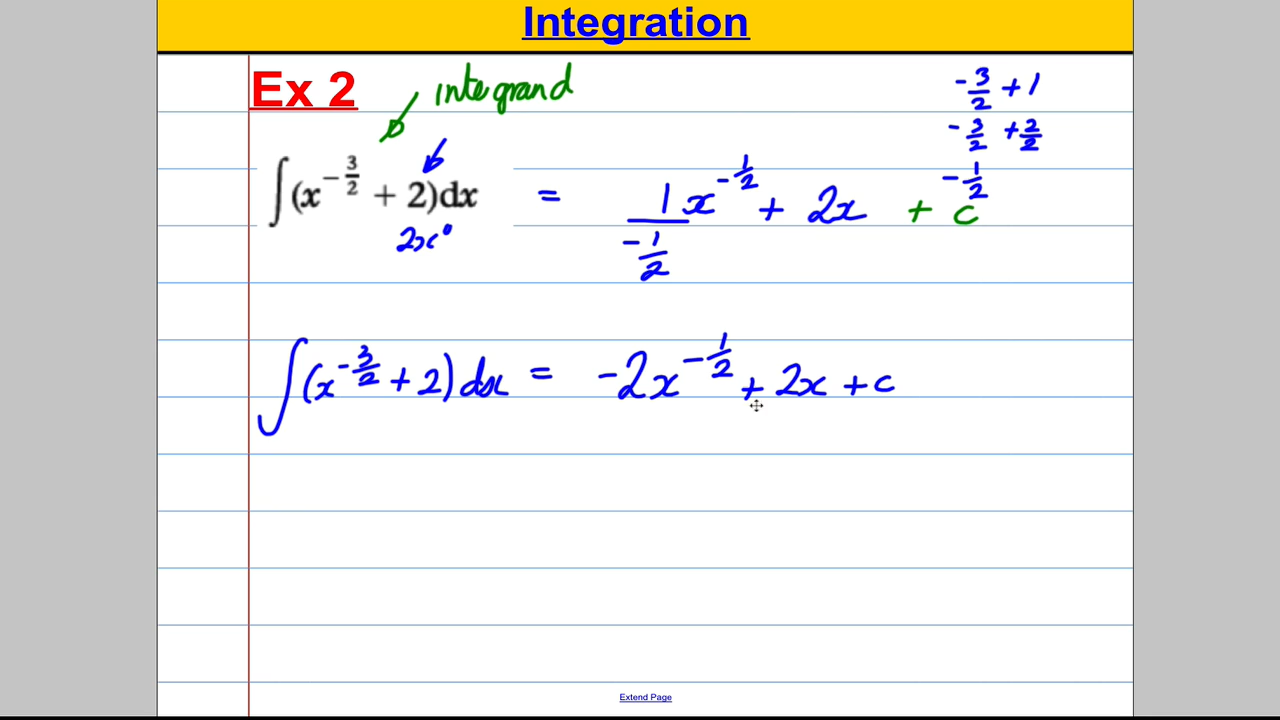 Integration
Ex 2
integrand
-3/2 + 1
-3/2 + 2/2
-1/2
∫(x^{-3/2} + 2)dx = 1x^{-1/2}/(-1/2) + 2x + c
2x⁰
∫(x^{-3/2} + 2)dx = -2x^{-1/2} + 2x + c
Extend Page